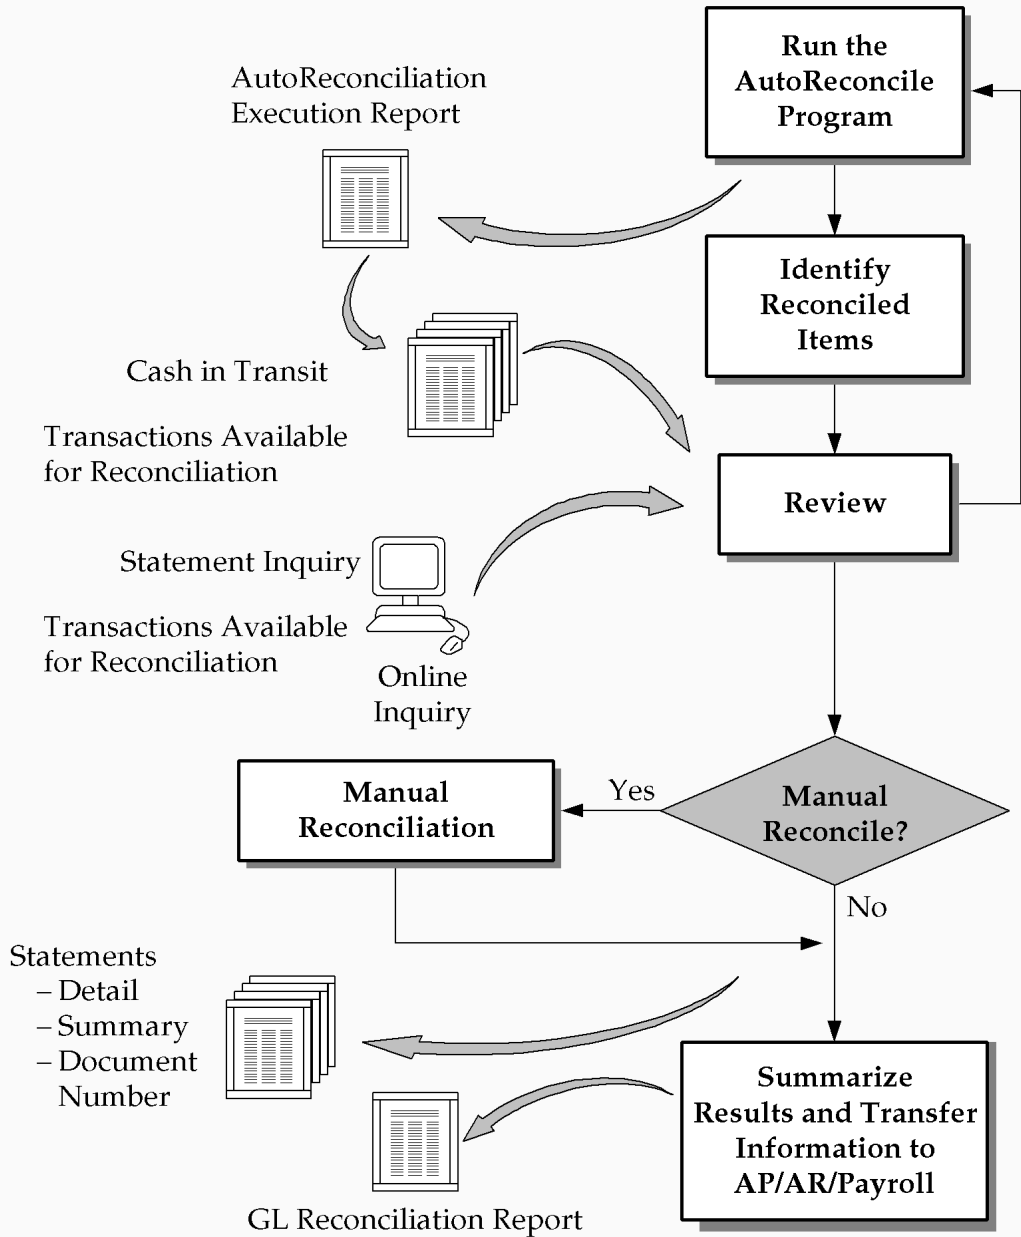 Run the
AutoReconcile
Program
AutoReconciliation
Execution Report
Identify
Reconciled
Items
Cash in Transit
Transactions Available
for Reconciliation
Review
Statement Inquiry
Transactions Available
for Reconciliation
Online
Inquiry
Manual
Reconcile?
Yes
No
Manual
Reconciliation
Statements
– Detail
– Summary
– Document
Number
Summarize
Results and Transfer
Information to
AP/AR/Payroll
GL Reconciliation Report